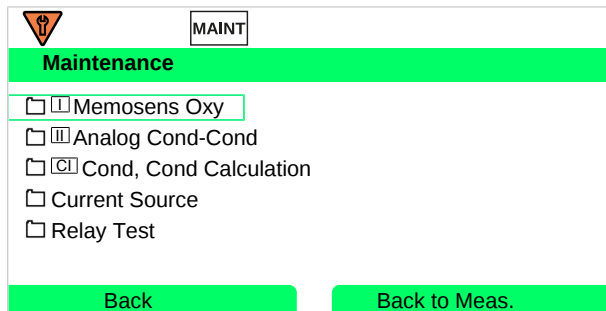 MAINT
Maintenance
I Memosens Oxy
II Analog Cond-Cond
CI Cond, Cond Calculation
Current Source
Relay Test
Back Back to Meas.